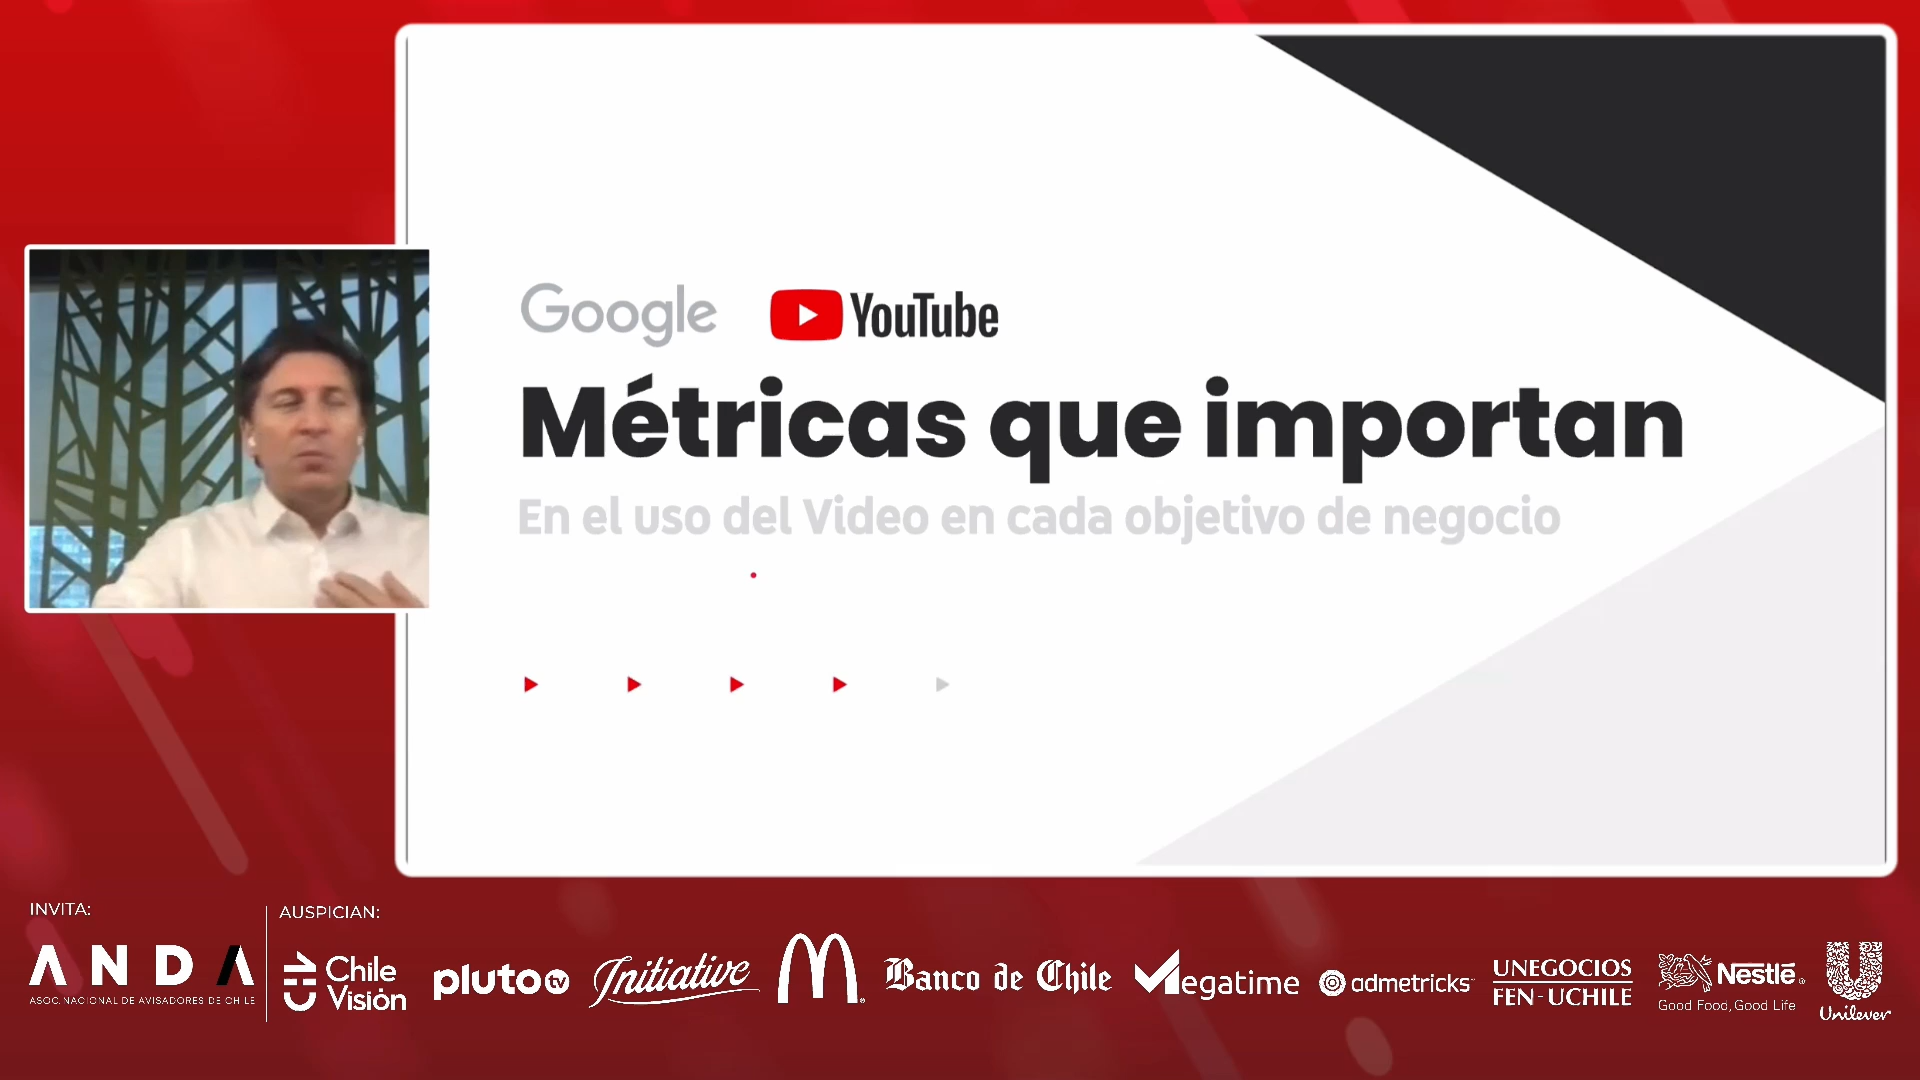 Google YouTube
Métricas que importan
En el uso del Video en cada objetivo de negocio
INVITA:
ANDA
ASOC. NACIONAL DE AVISADORES DE CHILE
AUSPICIAN:
CHV Chile
Visión
pluto tv
Initiative
Banco de Chile
Megatime
admetricks
UNEGOCIOS
FEN-UCHILE
Nestlé
Good Food, Good Life
Unilever